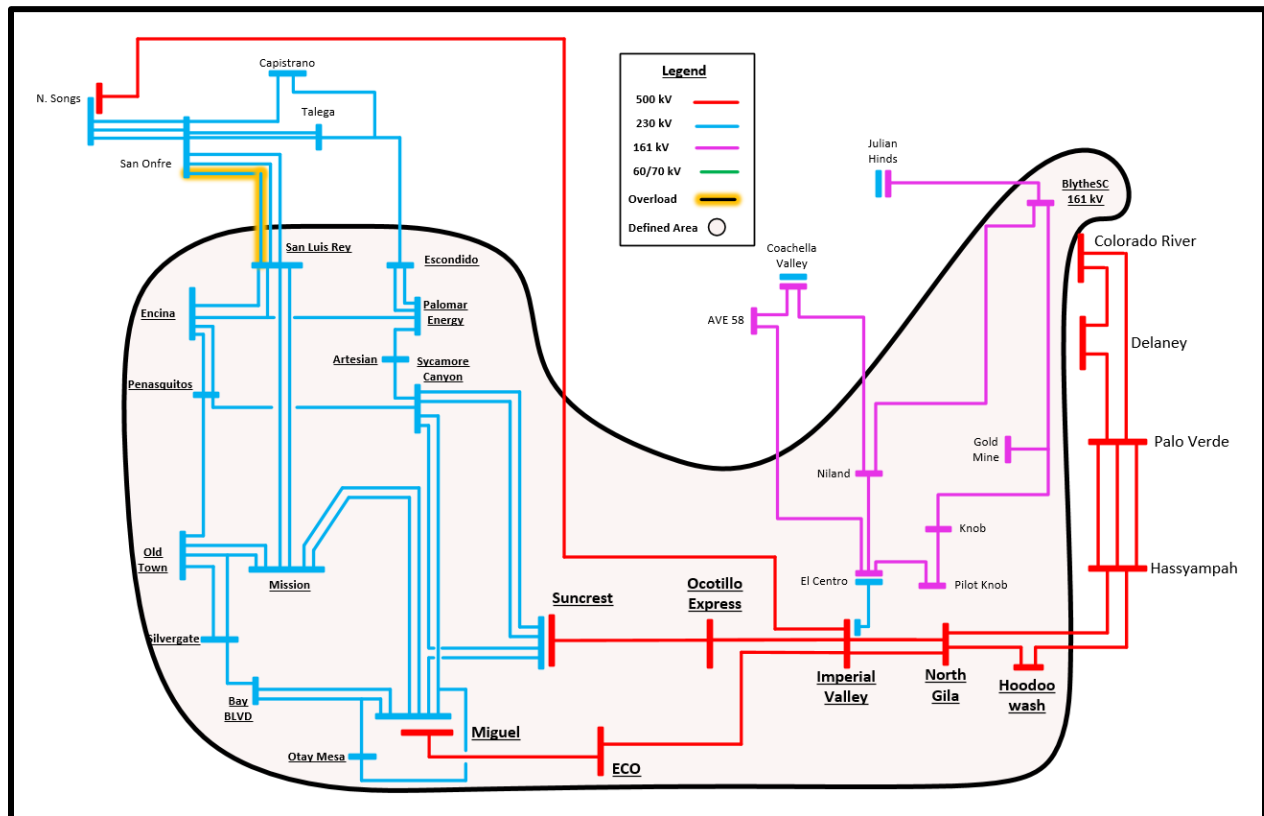 Capistrano
N. Songs
Talega
San Onfre
Legend
500 kV
230 kV
161 kV
60/70 kV
Overload
Defined Area
Julian
Hinds
BlytheSC
161 kV
Colorado River
San Luis Rey
Escondido
Coachella
Valley
Encina
Palomar
Energy
AVE 58
Delaney
Artesian
Sycamore
Canyon
Penasquitos
Gold
Mine
Palo Verde
Niland
Knob
Old
Town
Mission
El Centro
Pilot Knob
Hassyampah
Suncrest
Ocotillo
Express
Silvergate
Imperial
Valley
North
Gila
Hoodoo
wash
Bay
BLVD
Miguel
Otay Mesa
ECO